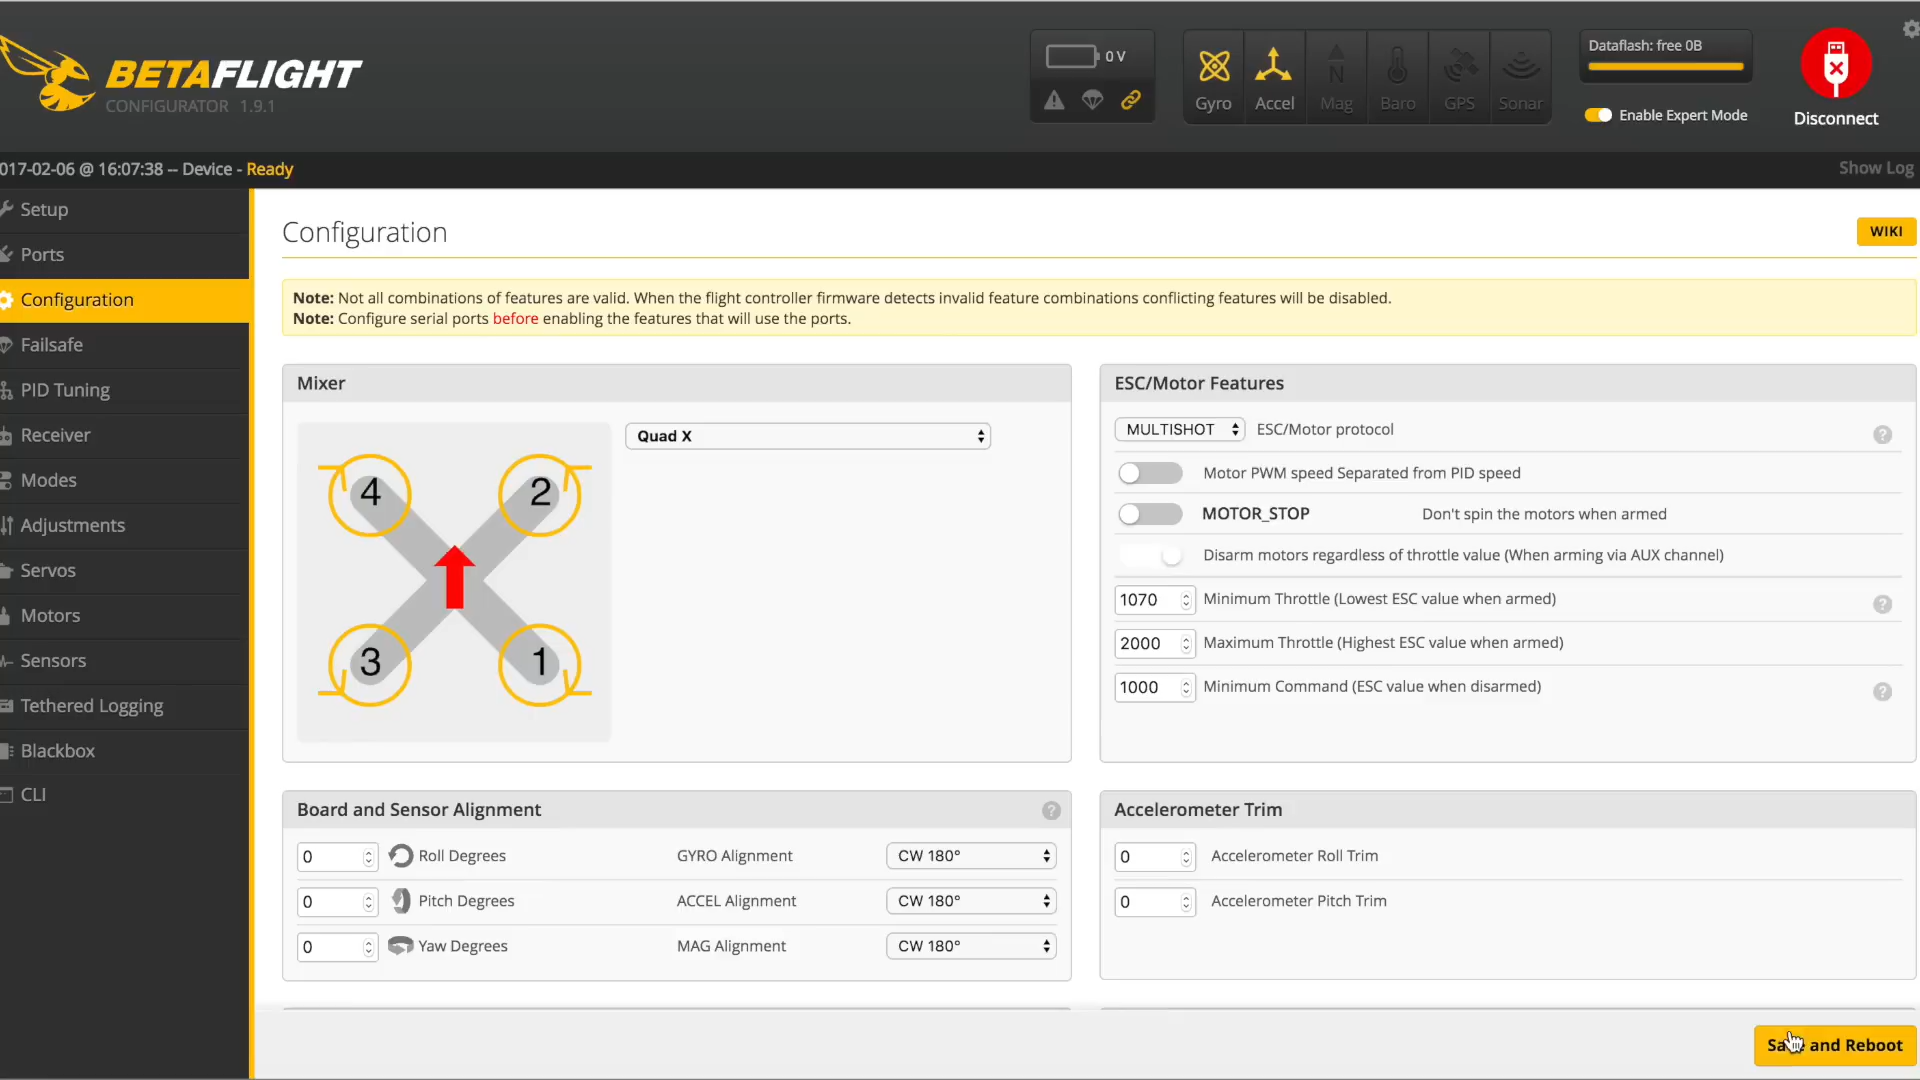 BETAFLIGHT
CONFIGURATOR 1.9.1
0 V
Gyro Accel Mag Baro GPS Sonar
Dataflash: free 0B
Enable Expert Mode
Disconnect
017-02-06 @ 16:07:38 -- Device - Ready
Show Log
Setup
Ports
Configuration
Failsafe
PID Tuning
Receiver
Modes
Adjustments
Servos
Motors
Sensors
Tethered Logging
Blackbox
CLI
Configuration
WIKI
Note: Not all combinations of features are valid. When the flight controller firmware detects invalid feature combinations conflicting features will be disabled.
Note: Configure serial ports before enabling the features that will use the ports.
Mixer
Quad X
4 2
3 1
ESC/Motor Features
MULTISHOT ESC/Motor protocol ?
Motor PWM speed Separated from PID speed
MOTOR_STOP Don't spin the motors when armed
Disarm motors regardless of throttle value (When arming via AUX channel)
1070 Minimum Throttle (Lowest ESC value when armed) ?
2000 Maximum Throttle (Highest ESC value when armed)
1000 Minimum Command (ESC value when disarmed) ?
Board and Sensor Alignment ?
0 Roll Degrees GYRO Alignment CW 180°
0 Pitch Degrees ACCEL Alignment CW 180°
0 Yaw Degrees MAG Alignment CW 180°
Accelerometer Trim
0 Accelerometer Roll Trim
0 Accelerometer Pitch Trim
Save and Reboot